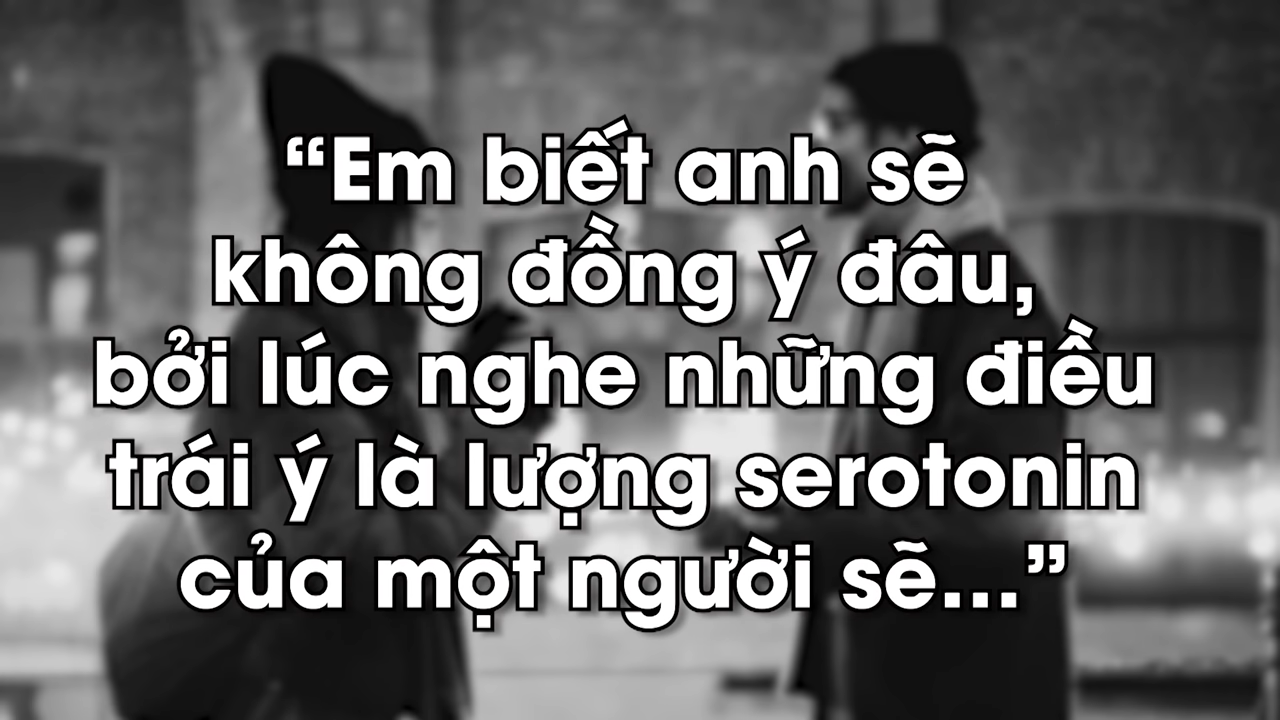 “Em biết anh sẽ
không đồng ý đâu,
bởi lúc nghe những điều
trái ý là lượng serotonin
của một người sẽ...”